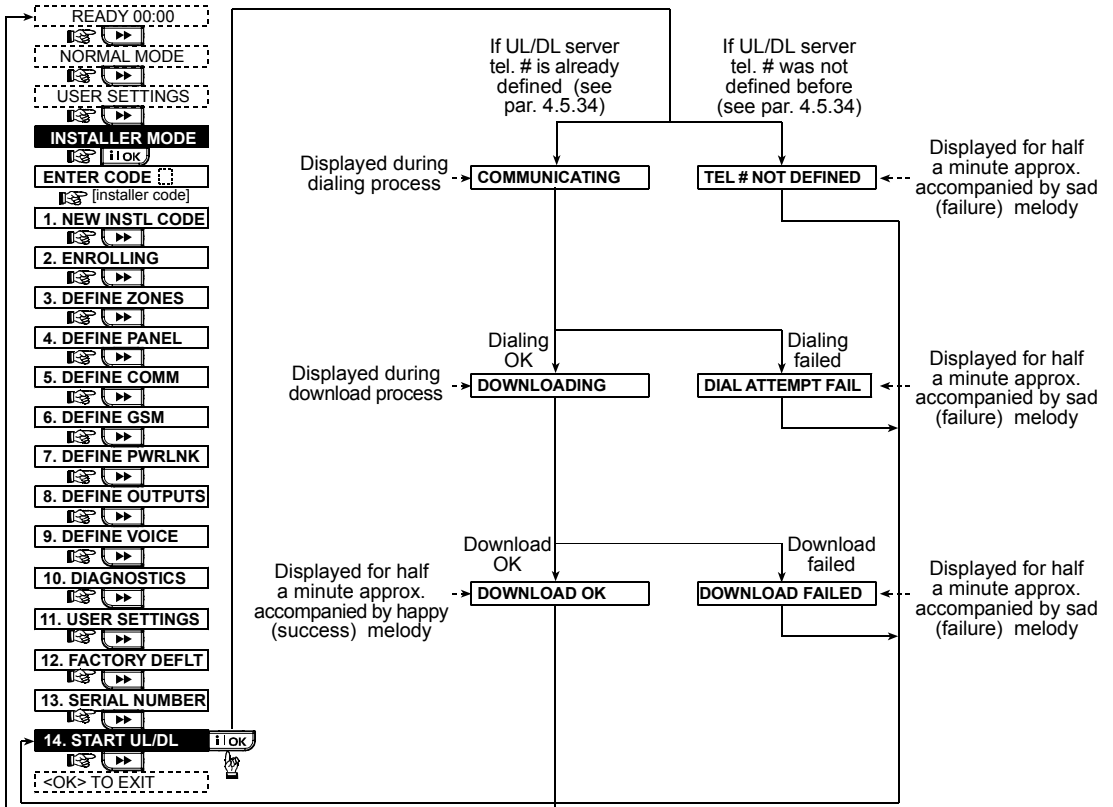 READY 00:00
NORMAL MODE
USER SETTINGS
INSTALLER MODE
i OK
ENTER CODE
[installer code]
1. NEW INSTL CODE
2. ENROLLING
3. DEFINE ZONES
4. DEFINE PANEL
5. DEFINE COMM
6. DEFINE GSM
7. DEFINE PWRLNK
8. DEFINE OUTPUTS
9. DEFINE VOICE
10. DIAGNOSTICS
11. USER SETTINGS
12. FACTORY DEFLT
13. SERIAL NUMBER
14. START UL/DL
i OK
<OK> TO EXIT
If UL/DL server
tel. # is already
defined (see
par. 4.5.34)
If UL/DL server
tel. # was not
defined before
(see par. 4.5.34)
Displayed during
dialing process
COMMUNICATING
TEL # NOT DEFINED
Displayed for half
a minute approx.
accompanied by sad
(failure) melody
Dialing
OK
Dialing
failed
Displayed during
download process
DOWNLOADING
DIAL ATTEMPT FAIL
Displayed for half
a minute approx.
accompanied by sad
(failure) melody
Download
OK
Download
failed
Displayed for half
a minute approx.
accompanied by happy
(success) melody
DOWNLOAD OK
DOWNLOAD FAILED
Displayed for half
a minute approx.
accompanied by sad
(failure) melody